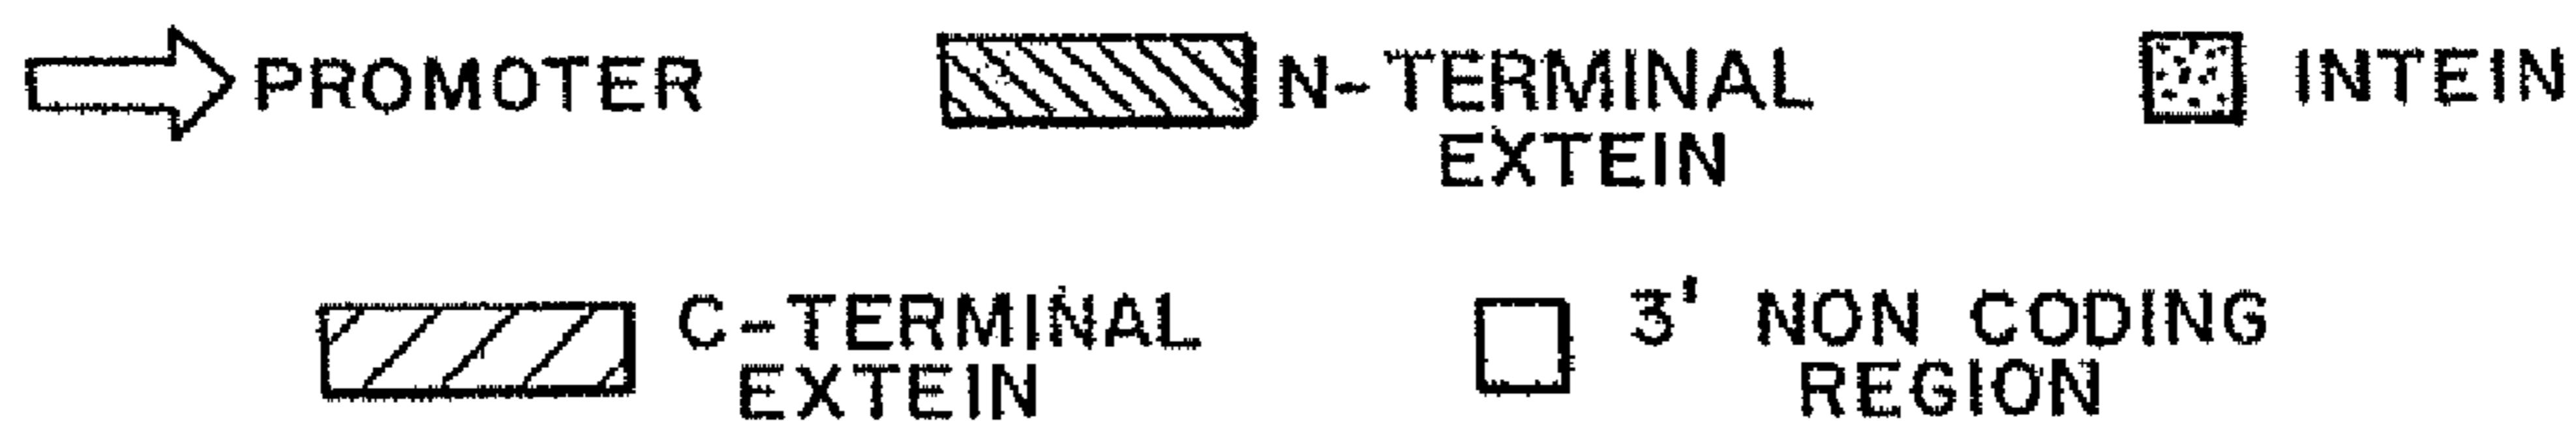 PROMOTER
N-TERMINAL
EXTEIN
INTEIN
C-TERMINAL
EXTEIN
3' NON CODING
REGION